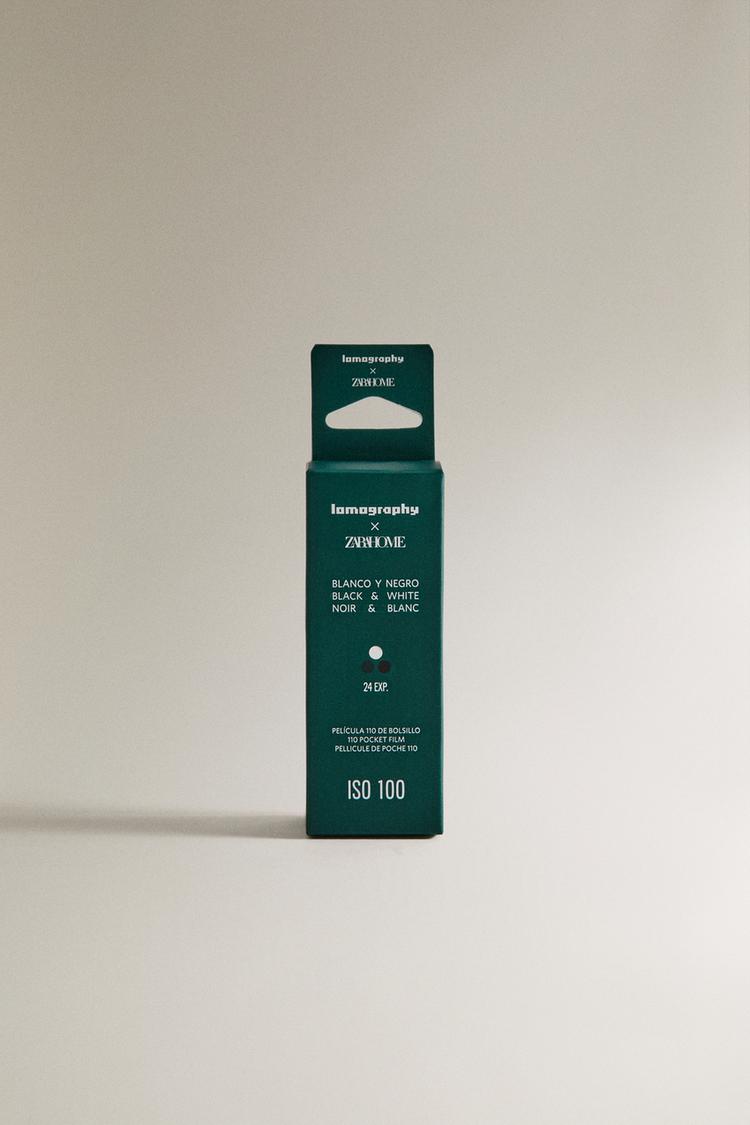 lomography
×
ZARAHOME
lomography
×
ZARAHOME
BLANCO Y NEGRO
BLACK & WHITE
NOIR & BLANC
24 EXP.
PELÍCULA 110 DE BOLSILLO
110 POCKET FILM
PELLICULE DE POCHE 110
ISO 100